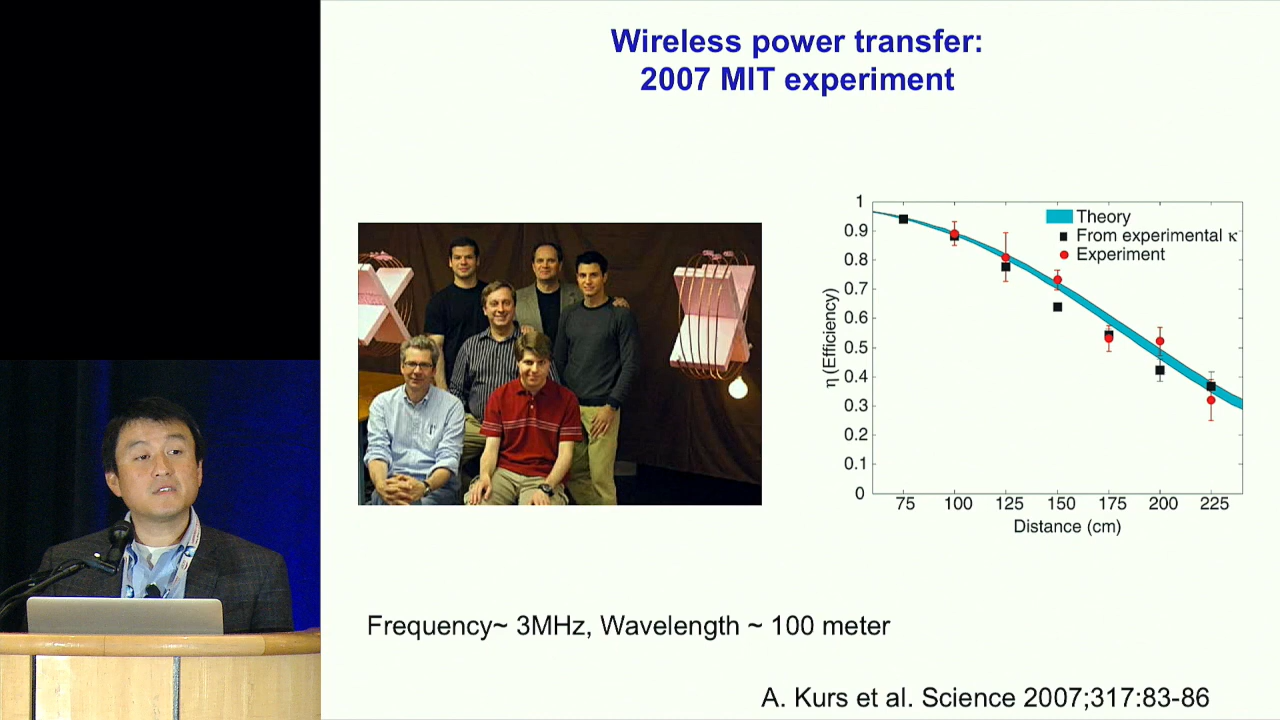 Wireless power transfer:
2007 MIT experiment
1
0.9
0.8
0.7
0.6
0.5
0.4
0.3
0.2
0.1
0
η (Efficiency)
Theory
From experimental κ
Experiment
75 100 125 150 175 200 225
Distance (cm)
Frequency~ 3MHz, Wavelength ~ 100 meter
A. Kurs et al. Science 2007;317:83-86